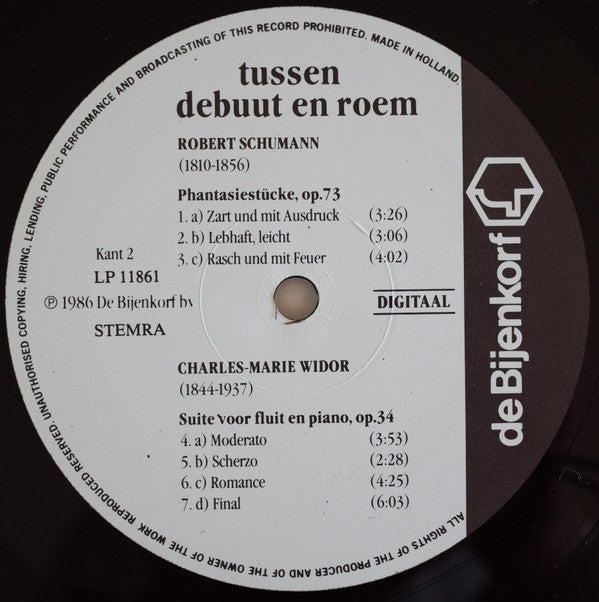 ALL RIGHTS OF THE PRODUCER AND OF THE OWNER OF THE WORK REPRODUCED RESERVED. UNAUTHORISED COPYING, HIRING, LENDING, PUBLIC PERFORMANCE AND BROADCASTING OF THIS RECORD PROHIBITED. MADE IN HOLLAND.
tussen
debuut en roem
ROBERT SCHUMANN
(1810-1856)
Phantasiestücke, op.73
1. a) Zart und mit Ausdruck (3:26)
2. b) Lebhaft, leicht (3:06)
3. c) Rasch und mit Feuer (4:02)
Kant 2
LP 11861
℗ 1986 De Bijenkorf bv
STEMRA
DIGITAAL
CHARLES-MARIE WIDOR
(1844-1937)
Suite voor fluit en piano, op.34
4. a) Moderato (3:53)
5. b) Scherzo (2:28)
6. c) Romance (4:25)
7. d) Final (6:03)
de Bijenkorf